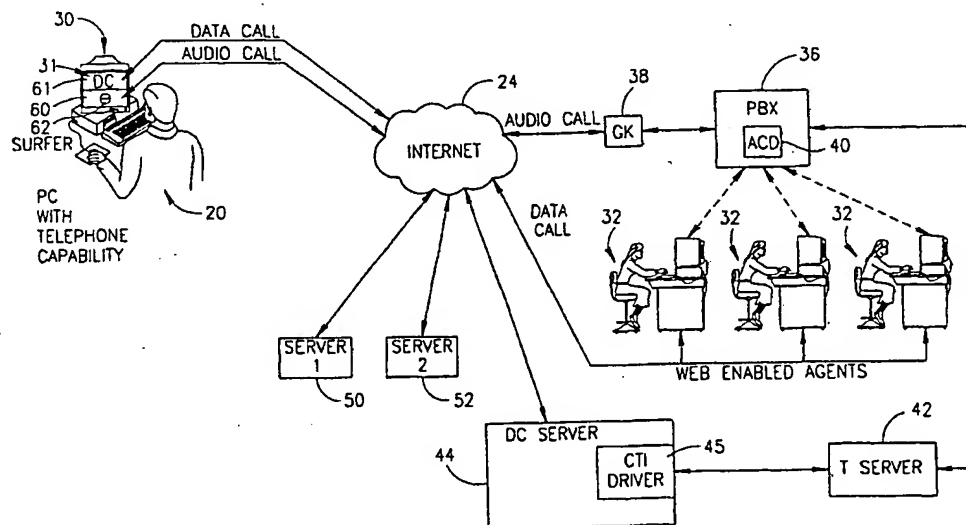 30
DATA CALL
AUDIO CALL
31
61
DC
60
62
SURFER
20
PC
WITH
TELEPHONE
CAPABILITY
24
INTERNET
AUDIO CALL
38
GK
36
PBX
ACD
40
DATA
CALL
32
32
32
WEB ENABLED AGENTS
SERVER
1
50
SERVER
2
52
DC SERVER
44
CTI
DRIVER
45
42
T SERVER